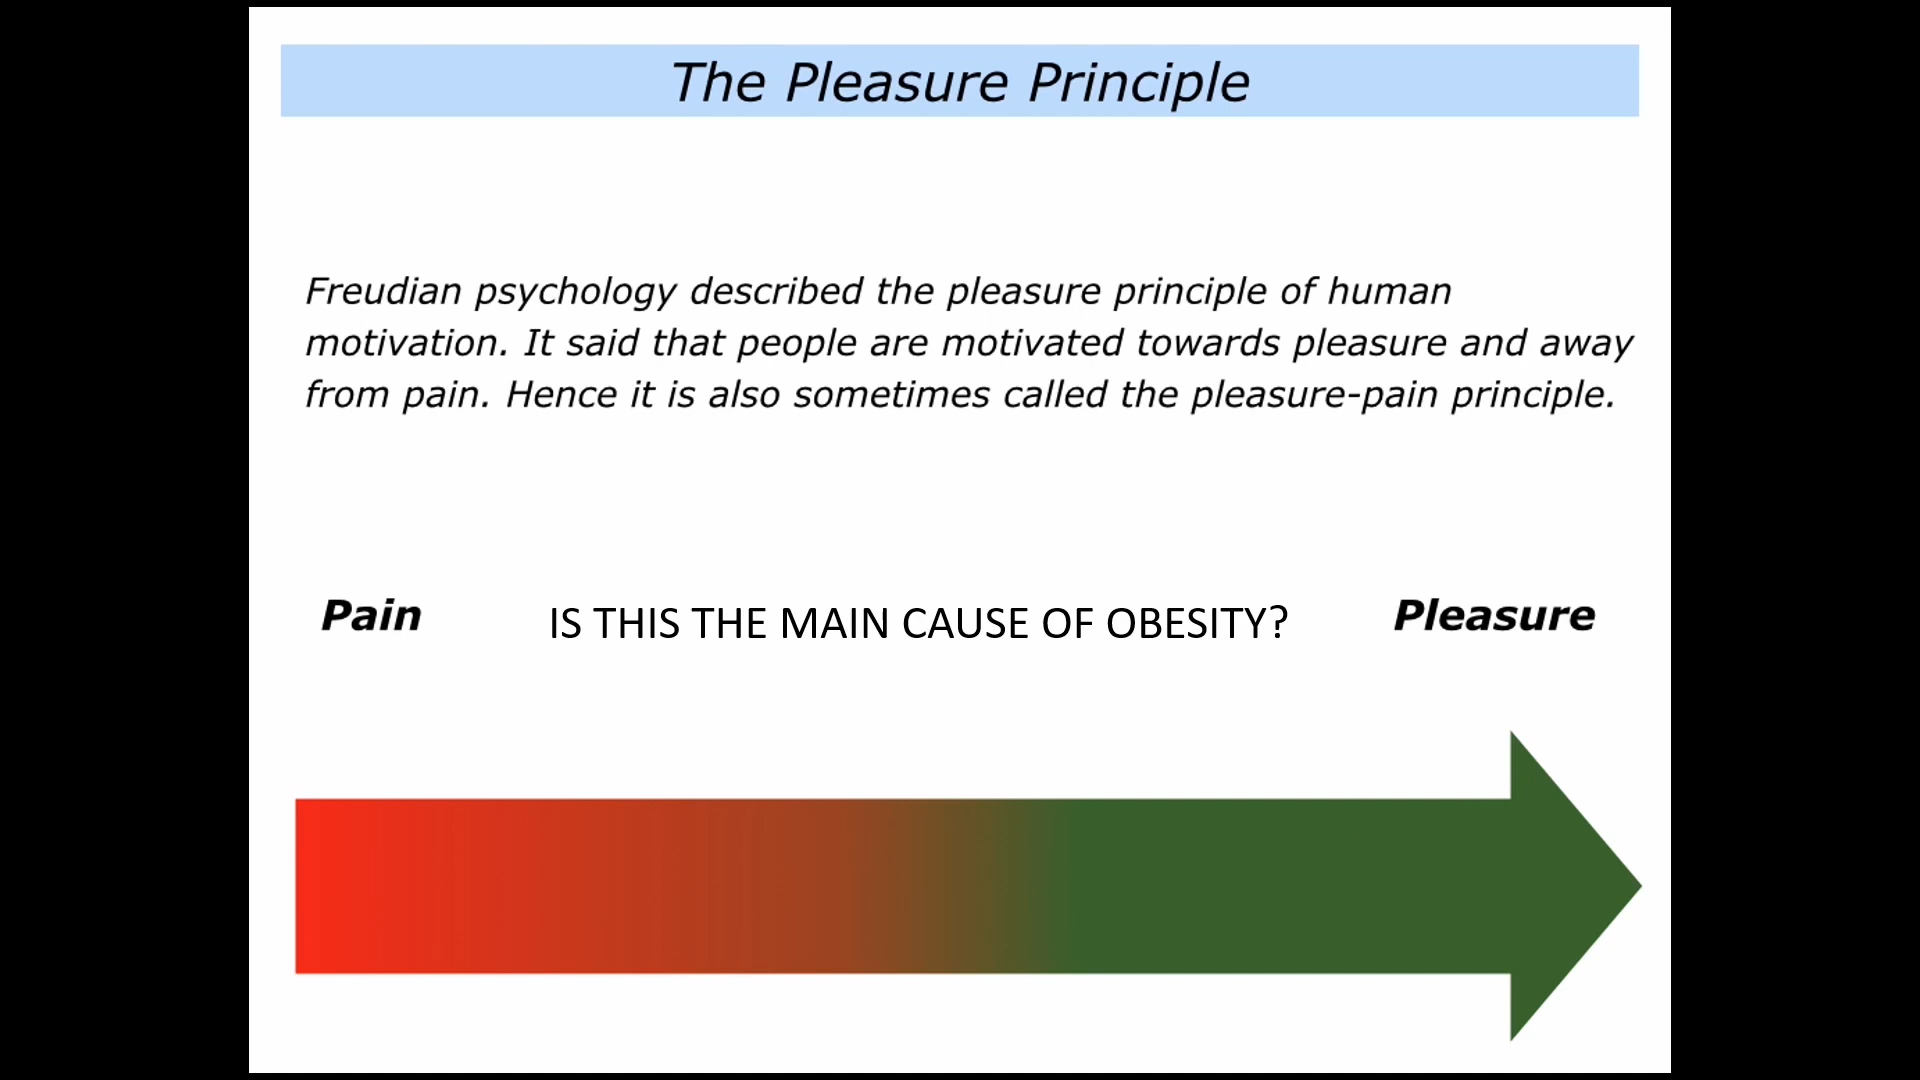 The Pleasure Principle
Freudian psychology described the pleasure principle of human
motivation. It said that people are motivated towards pleasure and away
from pain. Hence it is also sometimes called the pleasure-pain principle.
Pain IS THIS THE MAIN CAUSE OF OBESITY? Pleasure